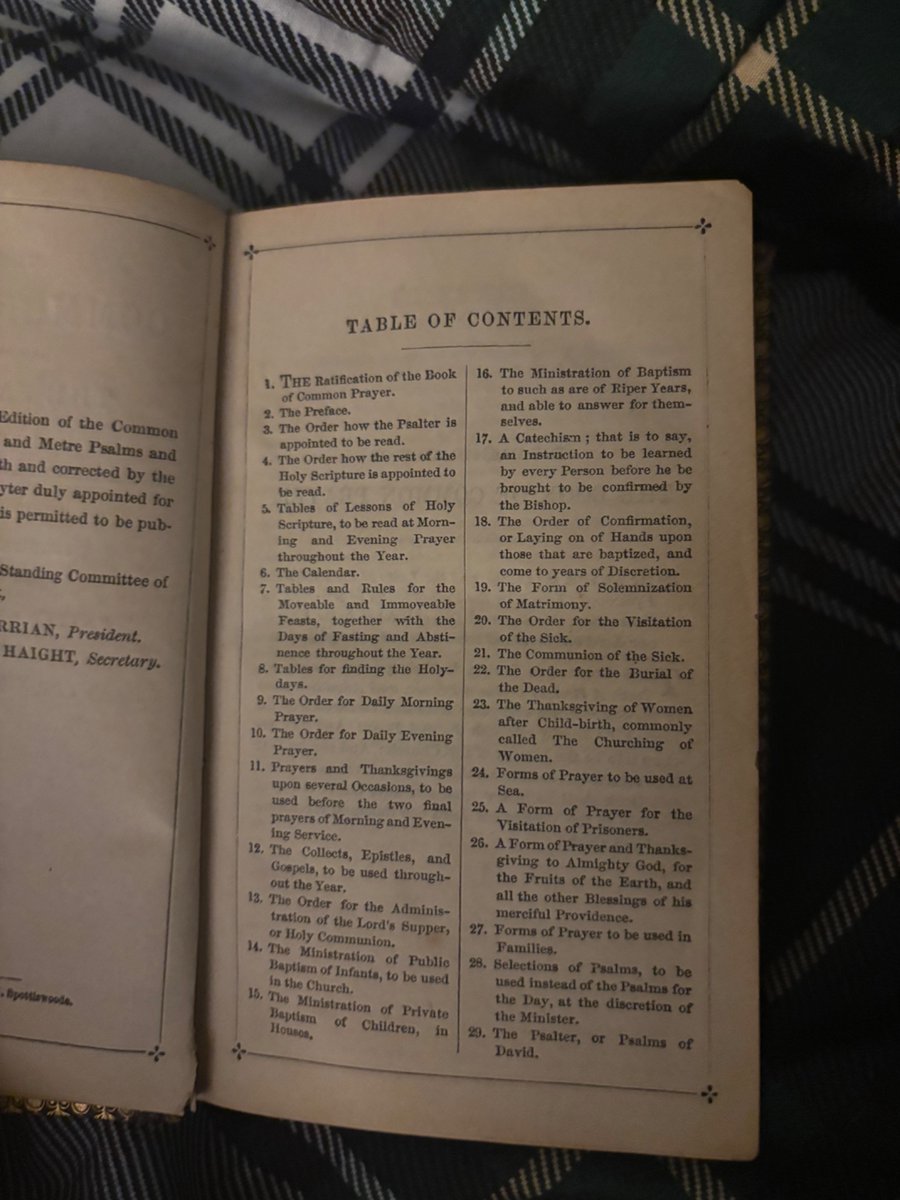 Edition of the Common
and Metre Psalms and
th and corrected by the
yter duly appointed for
is permitted to be pub-
Standing Committee of
RRIAN, President.
HAIGHT, Secretary.
Spottiswoode.
TABLE OF CONTENTS.
1. THE Ratification of the Book
of Common Prayer.
2. The Preface.
3. The Order how the Psalter is
appointed to be read.
4. The Order how the rest of the
Holy Scripture is appointed to
be read.
5. Tables of Lessons of Holy
Scripture, to be read at Morn-
ing and Evening Prayer
throughout the Year.
6. The Calendar.
7. Tables and Rules for the
Moveable and Immoveable
Feasts, together with the
Days of Fasting and Absti-
nence throughout the Year.
8. Tables for finding the Holy-
days.
9. The Order for Daily Morning
Prayer.
10. The Order for Daily Evening
Prayer.
11. Prayers and Thanksgivings
upon several Occasions, to be
used before the two final
prayers of Morning and Even-
ing Service.
12. The Collects, Epistles, and
Gospels, to be used through-
out the Year.
13. The Order for the Adminis-
tration of the Lord's Supper,
or Holy Communion.
14. The Ministration of Public
Baptism of Infants, to be used
in the Church.
15. The Ministration of Private
Baptism of Children, in
Houses.
16. The Ministration of Baptism
to such as are of Riper Years,
and able to answer for them-
selves.
17. A Catechism; that is to say,
an Instruction to be learned
by every Person before he be
brought to be confirmed by
the Bishop.
18. The Order of Confirmation,
or Laying on of Hands upon
those that are baptized, and
come to years of Discretion.
19. The Form of Solemnization
of Matrimony.
20. The Order for the Visitation
of the Sick.
21. The Communion of the Sick.
22. The Order for the Burial of
the Dead.
23. The Thanksgiving of Women
after Child-birth, commonly
called The Churching of
Women.
24. Forms of Prayer to be used at
Sea.
25. A Form of Prayer for the
Visitation of Prisoners.
26. A Form of Prayer and Thanks-
giving to Almighty God, for
the Fruits of the Earth, and
all the other Blessings of his
merciful Providence.
27. Forms of Prayer to be used in
Families.
28. Selections of Psalms, to be
used instead of the Psalms for
the Day, at the discretion of
the Minister.
29. The Psalter, or Psalms of
David.